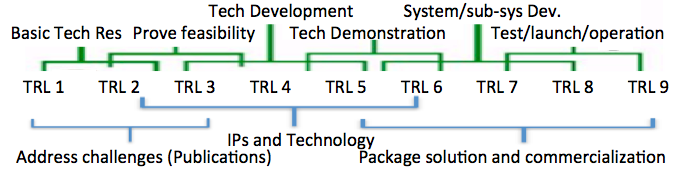 Tech Development
System/sub-sys Dev.
Basic Tech Res
Prove feasibility
Tech Demonstration
Test/launch/operation
TRL 1
TRL 2
TRL 3
TRL 4
TRL 5
TRL 6
TRL 7
TRL 8
TRL 9
IPs and Technology
Address challenges (Publications)
Package solution and commercialization